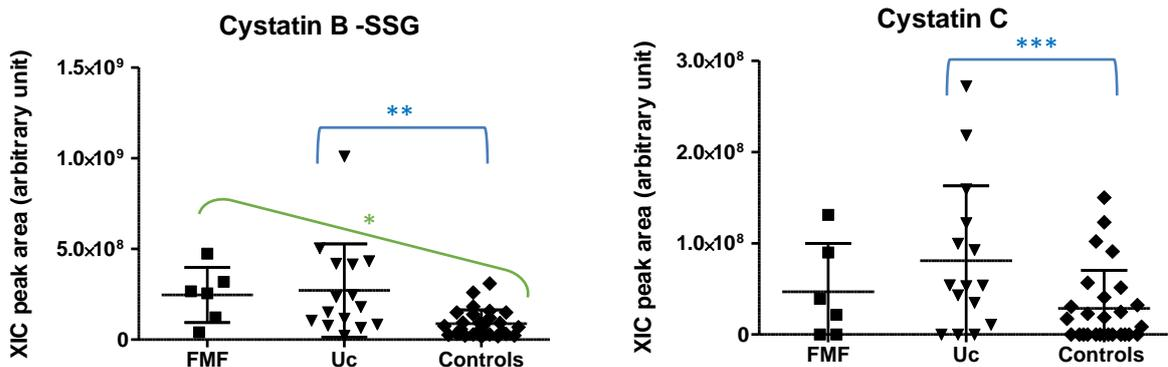 Cystatin B -SSG
XIC peak area (arbitrary unit)
1.5×10⁹
1.0×10⁹
5.0×10⁸
0
**
*
FMF
Uc
Controls
Cystatin C
XIC peak area (arbitrary unit)
3.0×10⁸
2.0×10⁸
1.0×10⁸
0
***
FMF
Uc
Controls